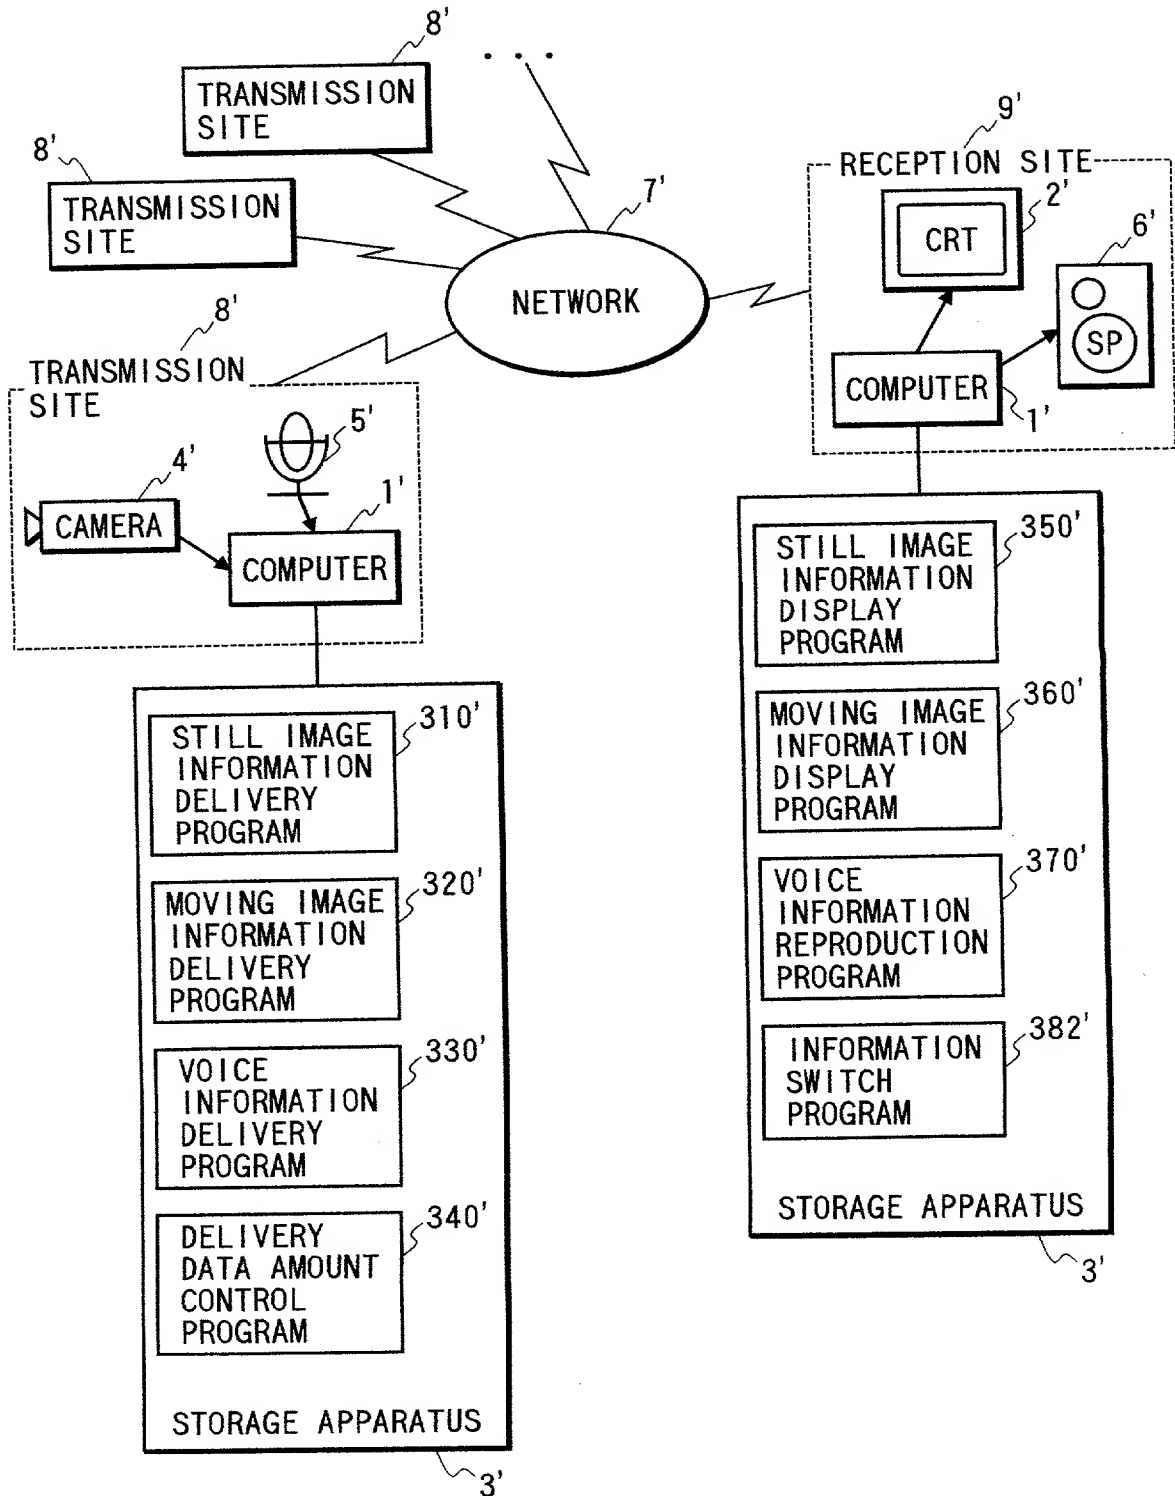 8'
TRANSMISSION
SITE
. . .
8'
TRANSMISSION
SITE
7'
NETWORK
9'
RECEPTION SITE
2'
CRT
6'
SP
COMPUTER
1'
8'
TRANSMISSION
SITE
5'
4'
CAMERA
1'
COMPUTER
310'
STILL IMAGE
INFORMATION
DELIVERY
PROGRAM
320'
MOVING IMAGE
INFORMATION
DELIVERY
PROGRAM
330'
VOICE
INFORMATION
DELIVERY
PROGRAM
340'
DELIVERY
DATA AMOUNT
CONTROL
PROGRAM
STORAGE APPARATUS
3'
350'
STILL IMAGE
INFORMATION
DISPLAY
PROGRAM
360'
MOVING IMAGE
INFORMATION
DISPLAY
PROGRAM
370'
VOICE
INFORMATION
REPRODUCTION
PROGRAM
382'
INFORMATION
SWITCH
PROGRAM
STORAGE APPARATUS
3'